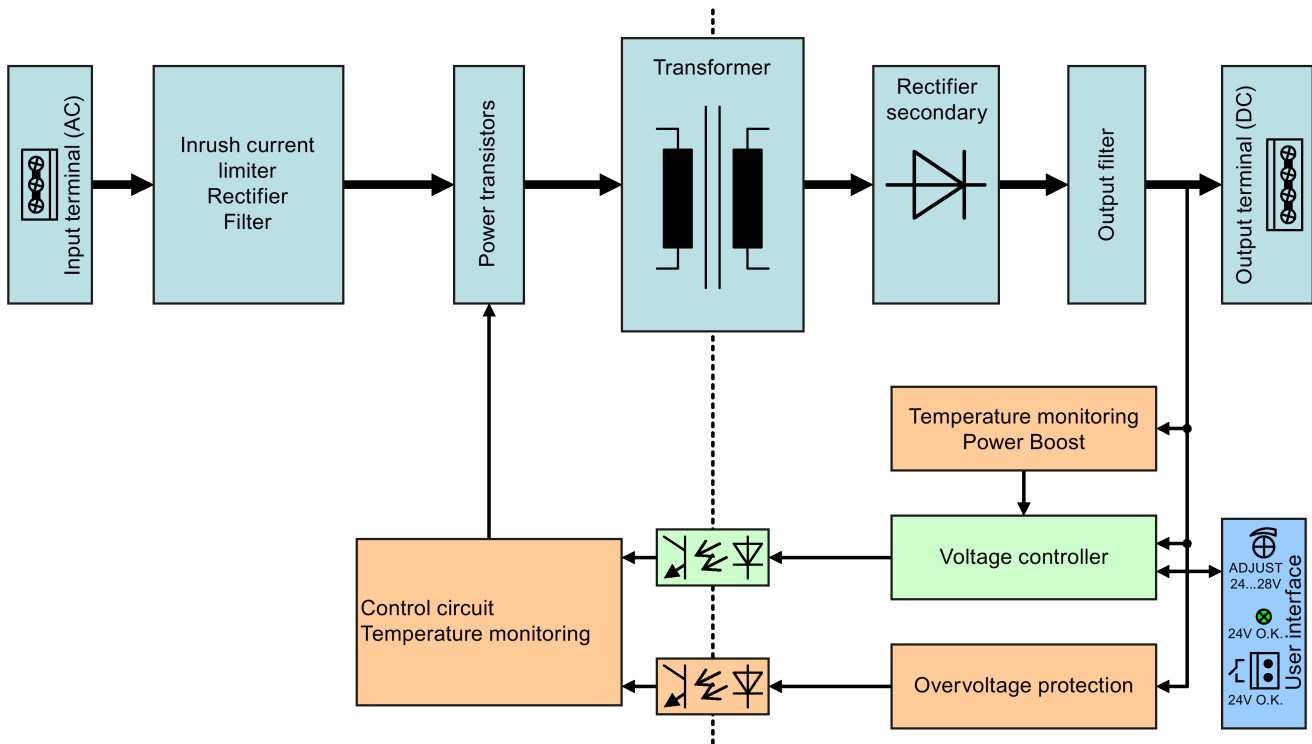 Input terminal (AC)
Inrush current
limiter
Rectifier
Filter
Power transistors
Transformer
Rectifier
secondary
Output filter
Output terminal (DC)
Temperature monitoring
Power Boost
Voltage controller
Control circuit
Temperature monitoring
Overvoltage protection
ADJUST
24...28V
24V O.K.
24V O.K.
User interface